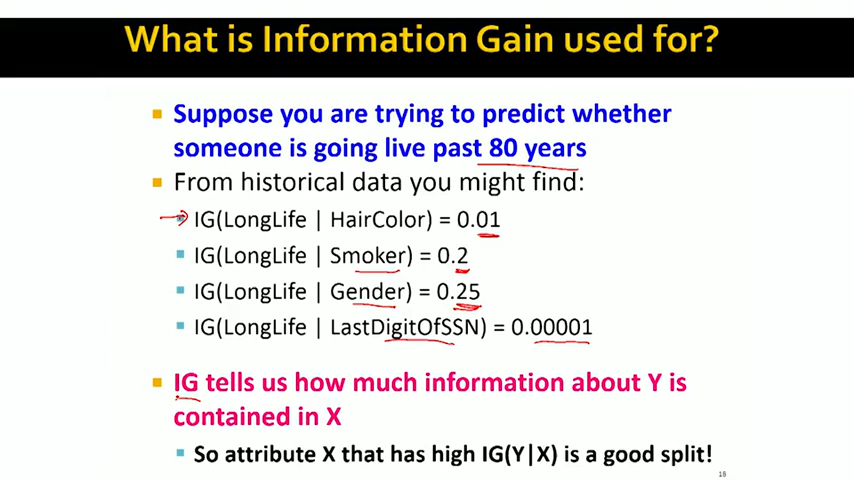 What is Information Gain used for?
Suppose you are trying to predict whether
someone is going live past 80 years
From historical data you might find:
IG(LongLife | HairColor) = 0.01
IG(LongLife | Smoker) = 0.2
IG(LongLife | Gender) = 0.25
IG(LongLife | LastDigitOfSSN) = 0.00001
IG tells us how much information about Y is
contained in X
So attribute X that has high IG(Y|X) is a good split!
18